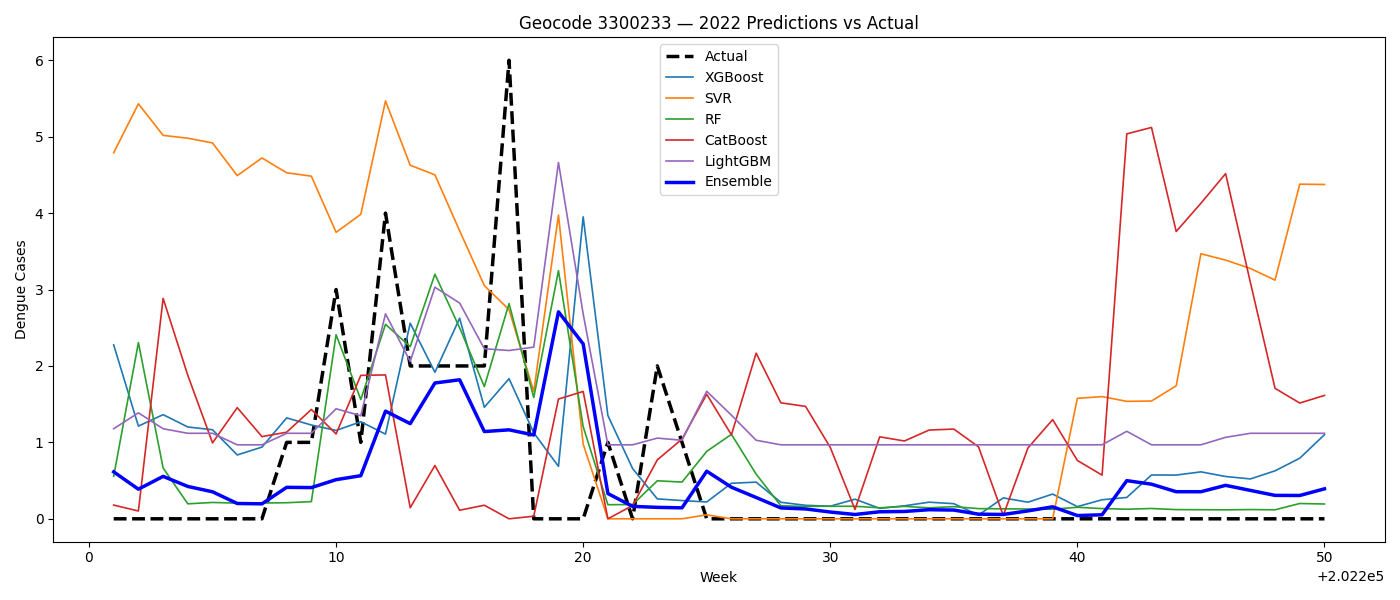 Geocode 3300233 — 2022 Predictions vs Actual
Dengue Cases
6
5
4
3
2
1
0
Actual
XGBoost
SVR
RF
CatBoost
LightGBM
Ensemble
0 10 20 30 40 50
+2.022e5
Week